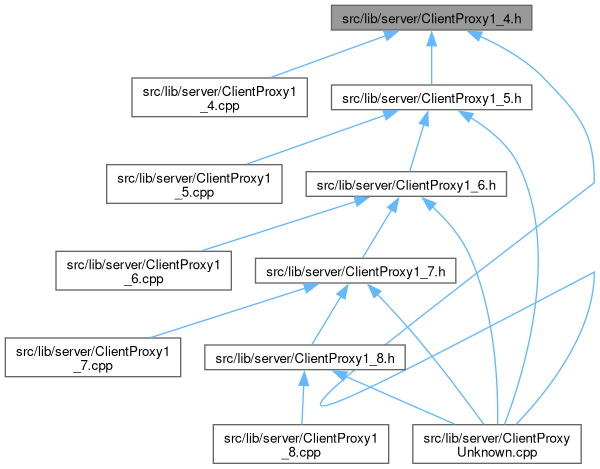 src/lib/server/ClientProxy1_4.h
src/lib/server/ClientProxy1
_4.cpp
src/lib/server/ClientProxy1_5.h
src/lib/server/ClientProxy1
_5.cpp
src/lib/server/ClientProxy1_6.h
src/lib/server/ClientProxy1
_6.cpp
src/lib/server/ClientProxy1_7.h
src/lib/server/ClientProxy1
_7.cpp
src/lib/server/ClientProxy1_8.h
src/lib/server/ClientProxy1
_8.cpp
src/lib/server/ClientProxy
Unknown.cpp